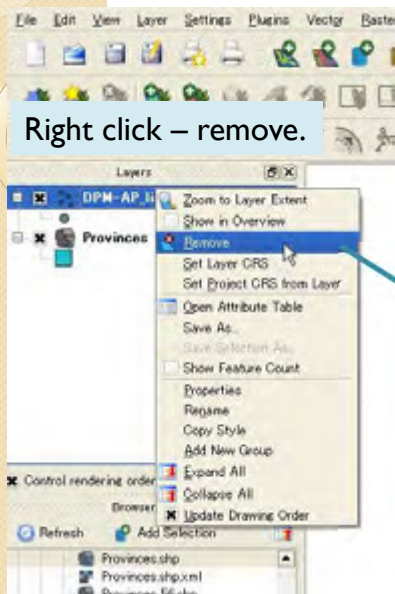 File Edit View Layer Settings Plugins Vector Raster
Right click – remove.
Layers
DPM-AP_li
Zoom to Layer Extent
Show in Overview
Provinces
Remove
Set Layer CRS
Set Project CRS from Layer
Open Attribute Table
Save As...
Save Selection As...
Show Feature Count
Properties
Rename
Copy Style
Add New Group
Control rendering order
Expand All
Collapse All
Browser
Update Drawing Order
Refresh Add Selection
Provinces.shp
Provinces.shp.xml